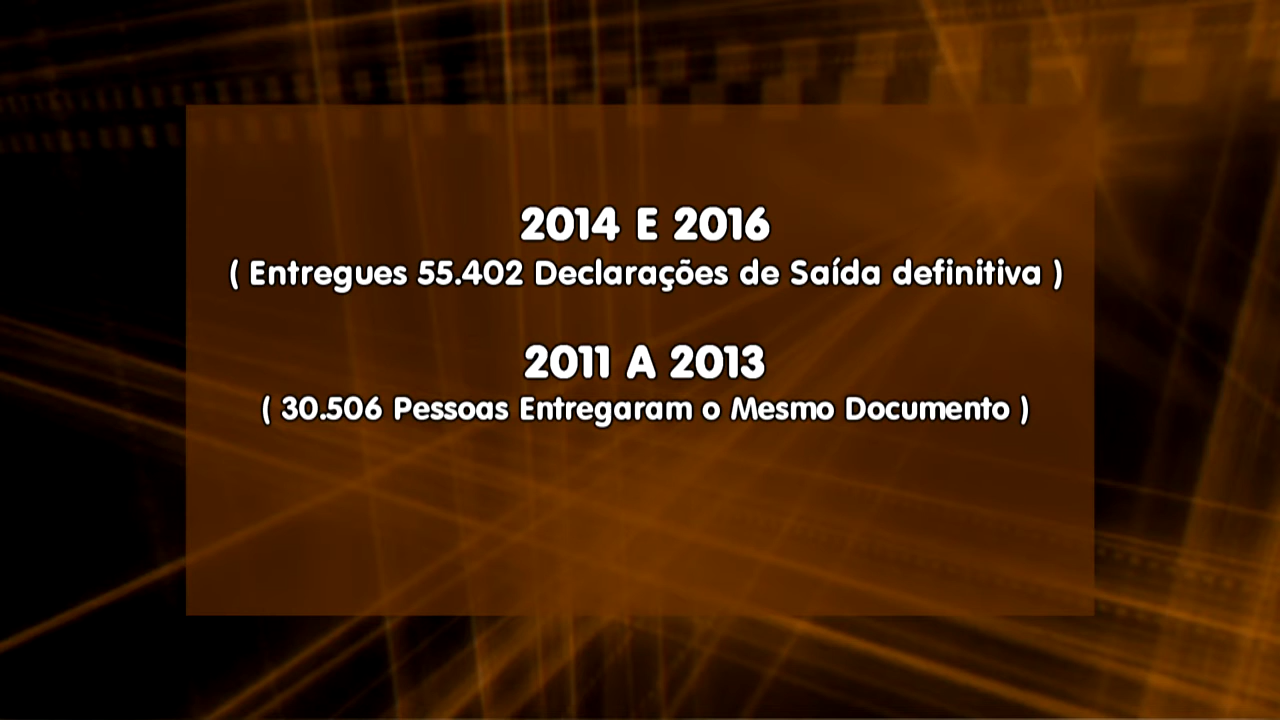 2014 E 2016
( Entregues 55.402 Declarações de Saída definitiva )
2011 A 2013
( 30.506 Pessoas Entregaram o Mesmo Documento )